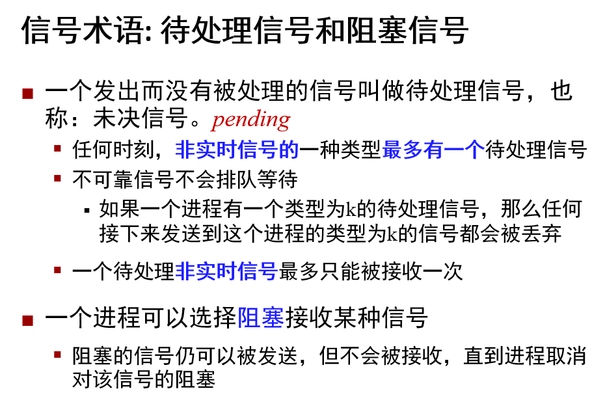 信号术语: 待处理信号和阻塞信号
一个发出而没有被处理的信号叫做待处理信号，也
称：未决信号。pending
任何时刻，非实时信号的一种类型最多有一个待处理信号
不可靠信号不会排队等待
如果一个进程有一个类型为k的待处理信号，那么任何
接下来发送到这个进程的类型为k的信号都会被丢弃
一个待处理非实时信号最多只能被接收一次
一个进程可以选择阻塞接收某种信号
阻塞的信号仍可以被发送，但不会被接收，直到进程取消
对该信号的阻塞